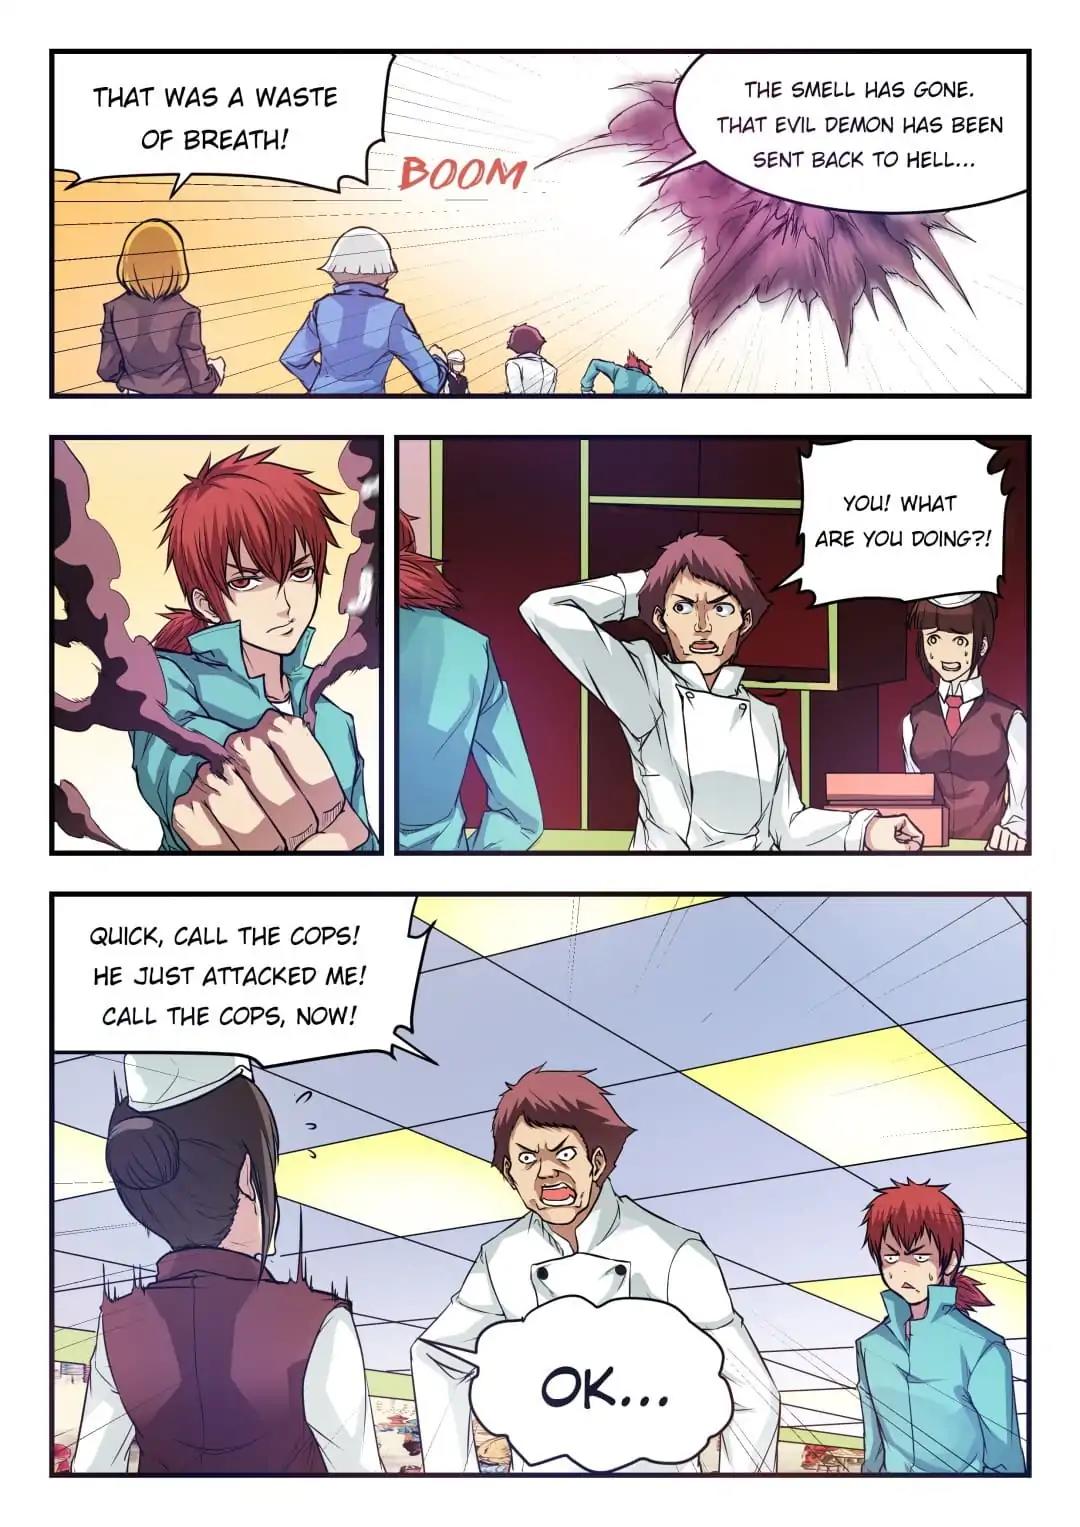 THAT WAS A WASTE
OF BREATH!
BOOM
THE SMELL HAS GONE.
THAT EVIL DEMON HAS BEEN
SENT BACK TO HELL...
YOU! WHAT
ARE YOU DOING?!
QUICK, CALL THE COPS!
HE JUST ATTACKED ME!
CALL THE COPS, NOW!
OK...